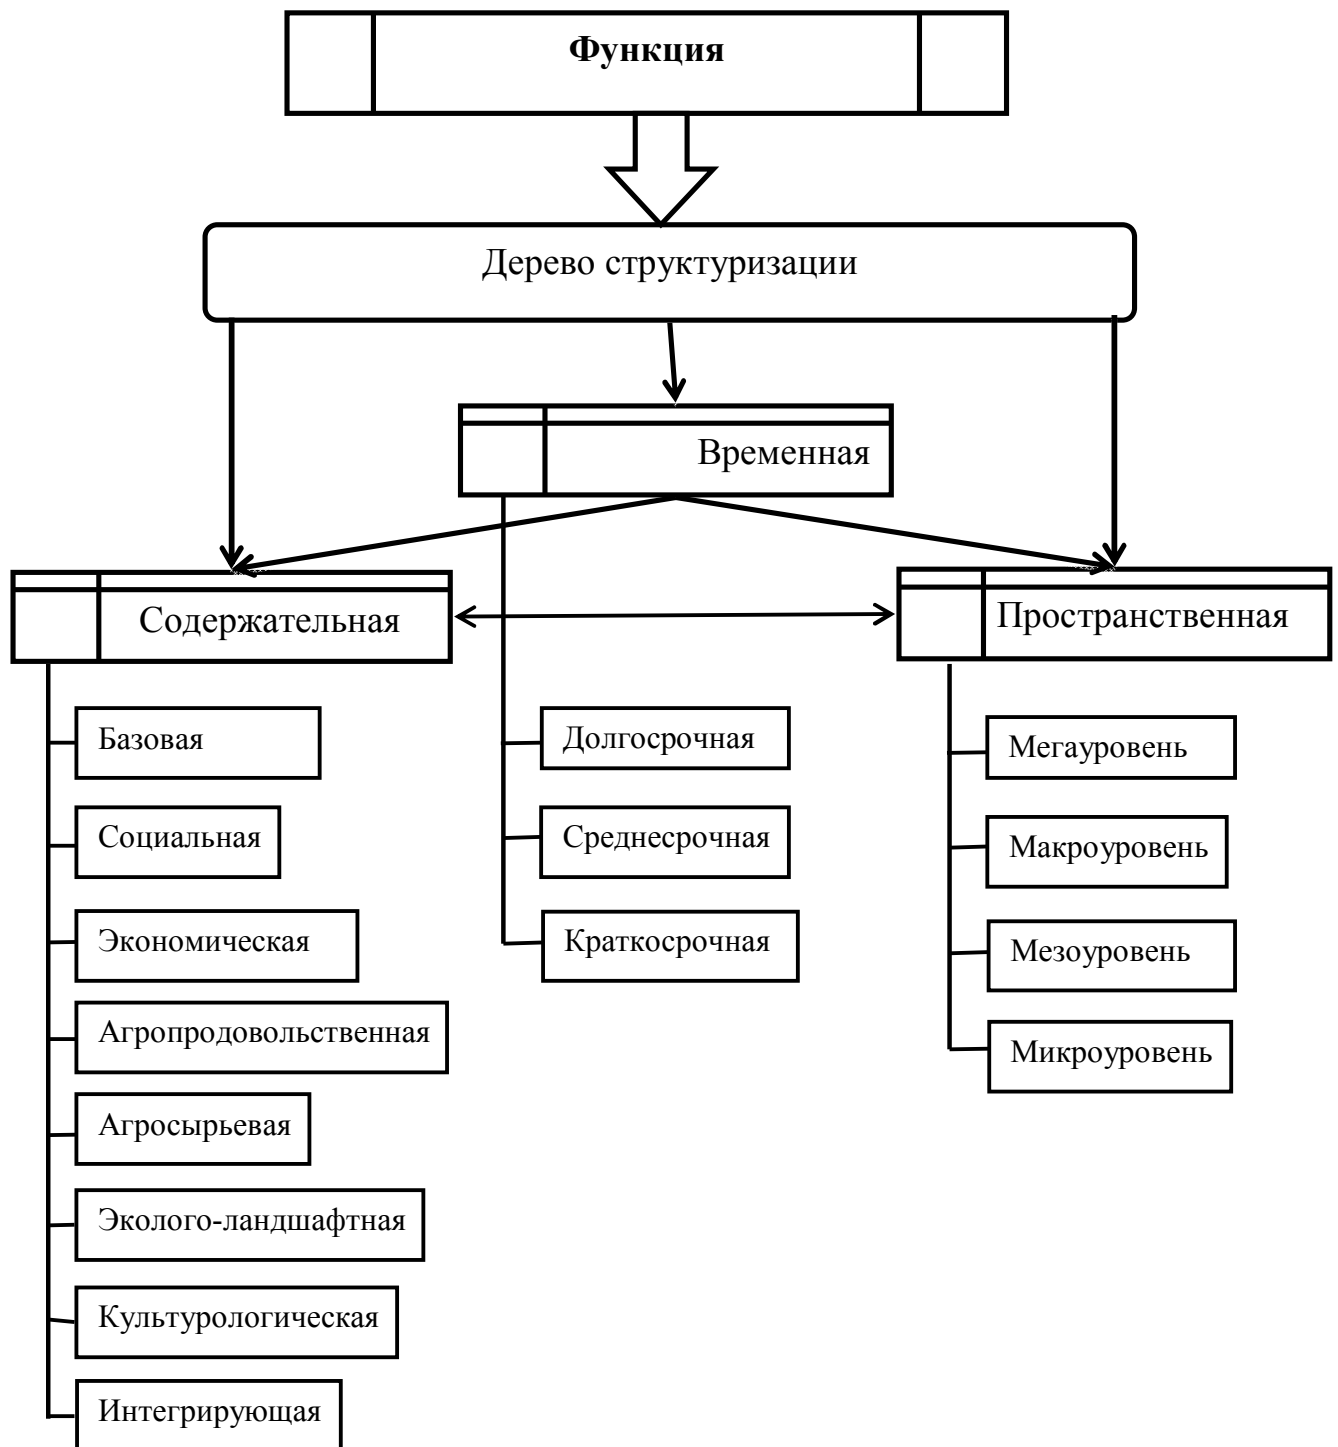 Функция
Дерево структуризации
Временная
Содержательная
Пространственная
Базовая
Социальная
Экономическая
Агропродовольственная
Агросырьевая
Эколого-ландшафтная
Культурологическая
Интегрирующая
Долгосрочная
Среднесрочная
Краткосрочная
Мегауровень
Макроуровень
Мезоуровень
Микроуровень